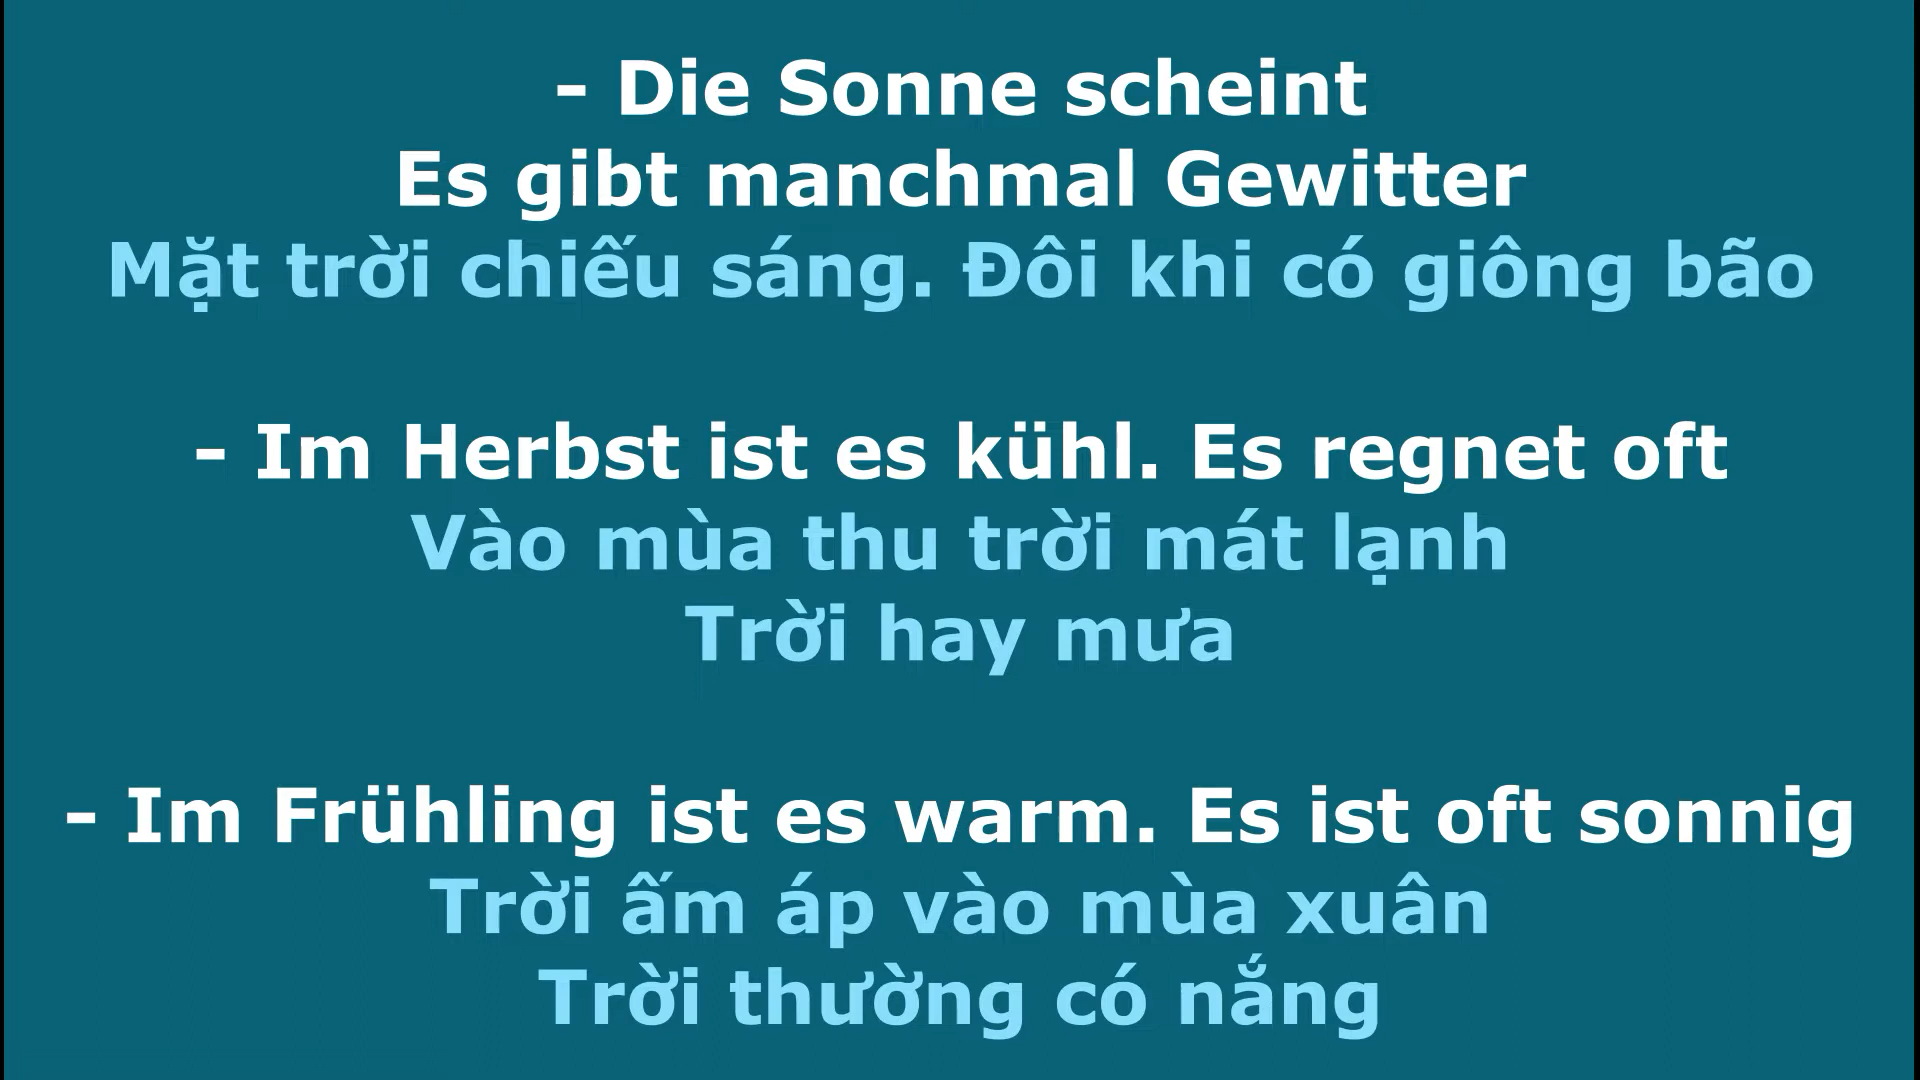 - Die Sonne scheint
Es gibt manchmal Gewitter
Mặt trời chiếu sáng. Đôi khi có giông bão
- Im Herbst ist es kühl. Es regnet oft
Vào mùa thu trời mát lạnh
Trời hay mưa
- Im Frühling ist es warm. Es ist oft sonnig
Trời ấm áp vào mùa xuân
Trời thường có nắng